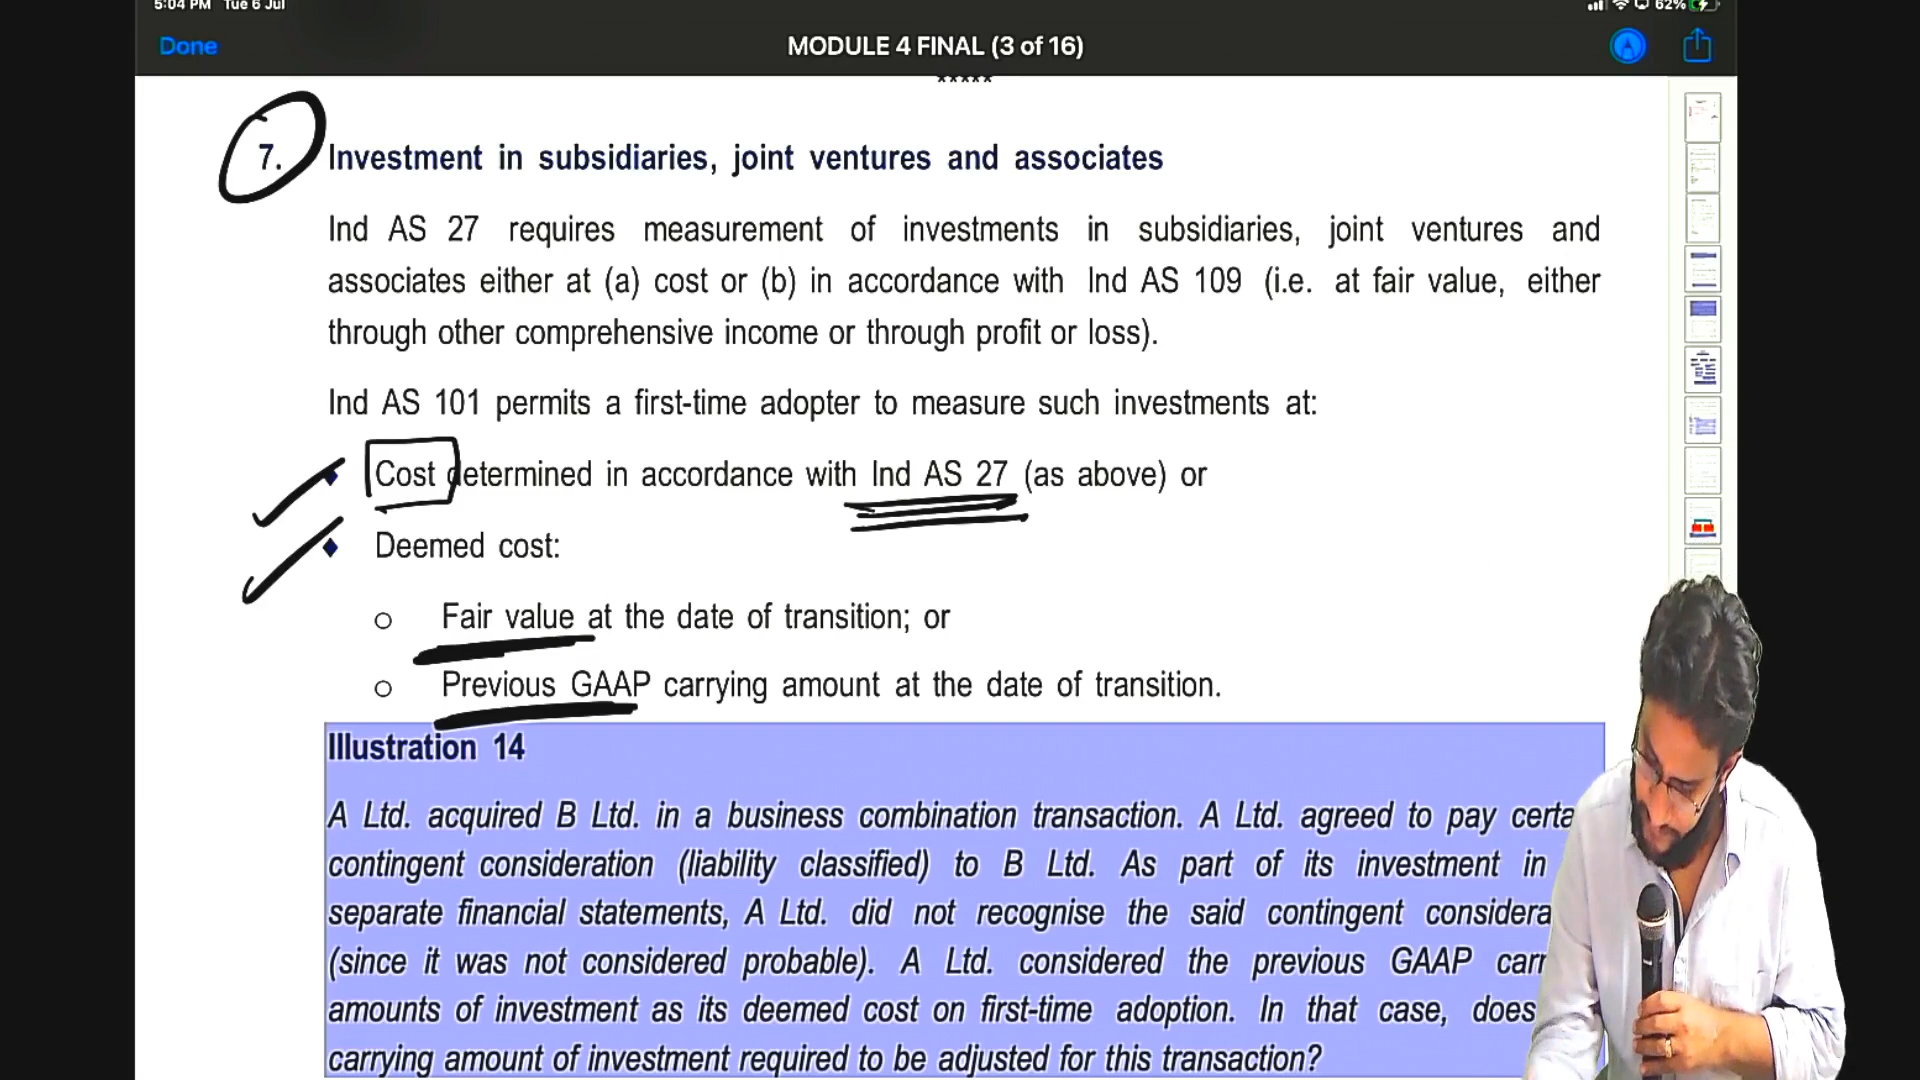 5:04 PM Tue 6 Jul
62%
Done
MODULE 4 FINAL (3 of 16)
*****
7. Investment in subsidiaries, joint ventures and associates
Ind AS 27 requires measurement of investments in subsidiaries, joint ventures and
associates either at (a) cost or (b) in accordance with Ind AS 109 (i.e. at fair value, either
through other comprehensive income or through profit or loss).
Ind AS 101 permits a first-time adopter to measure such investments at:
Cost determined in accordance with Ind AS 27 (as above) or
Deemed cost:
Fair value at the date of transition; or
Previous GAAP carrying amount at the date of transition.
Illustration 14
A Ltd. acquired B Ltd. in a business combination transaction. A Ltd. agreed to pay certa
contingent consideration (liability classified) to B Ltd. As part of its investment in
separate financial statements, A Ltd. did not recognise the said contingent considera
(since it was not considered probable). A Ltd. considered the previous GAAP carr
amounts of investment as its deemed cost on first-time adoption. In that case, does
carrying amount of investment required to be adjusted for this transaction?